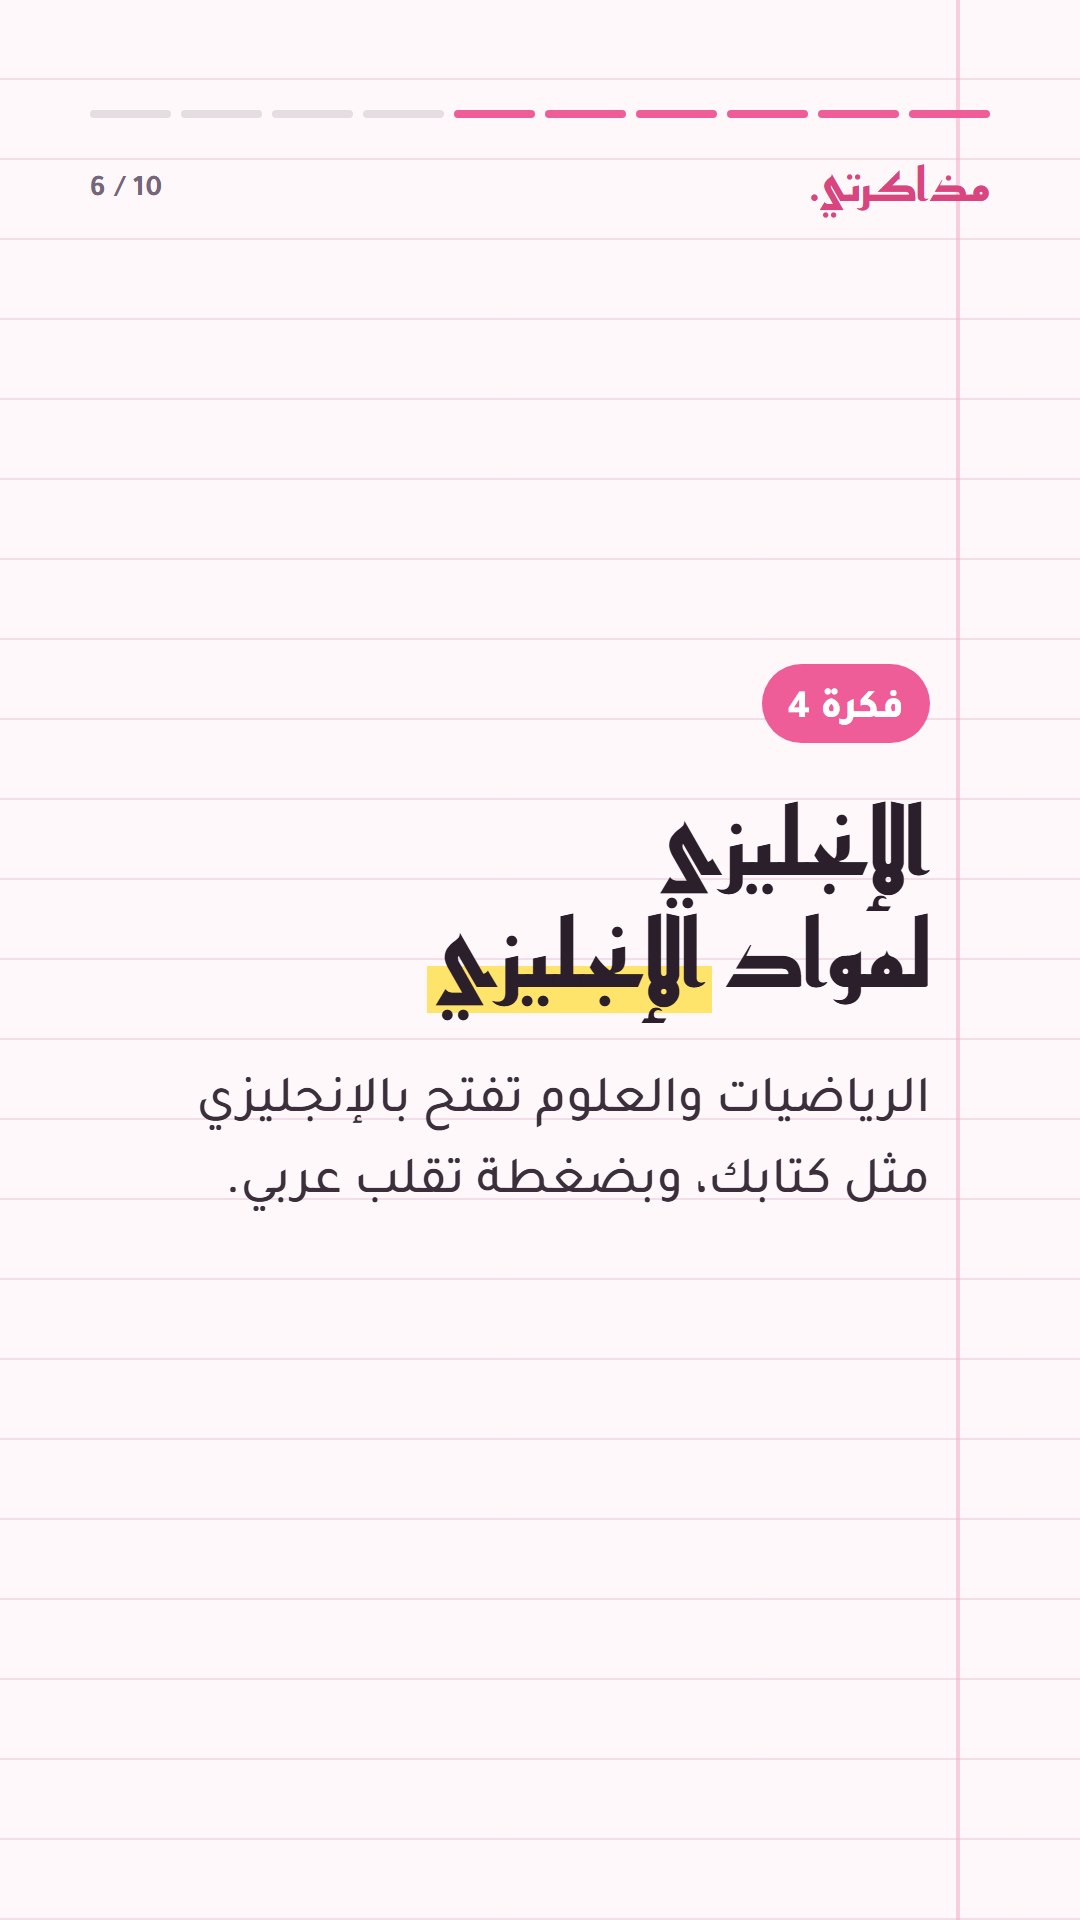 6 / 10
مذاكرتي.
فكرة 4
الإنجليزي
لمواد الإنجليزي
الرياضيات والعلوم تفتح بالإنجليزي
مثل كتابك، وبضغطة تقلب عربي.